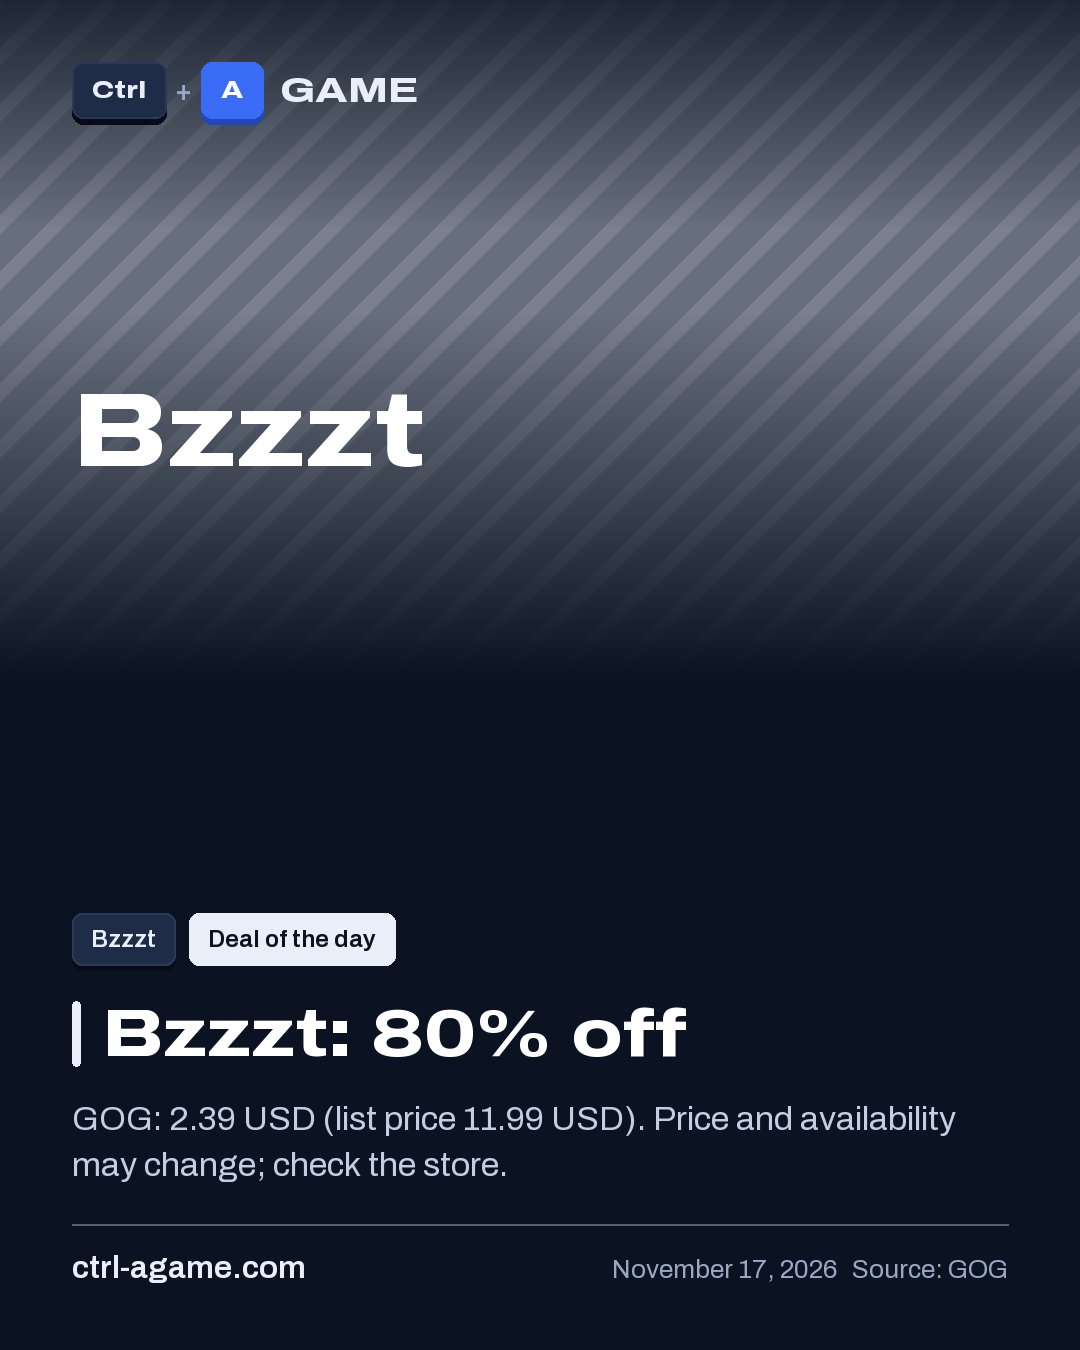 Ctrl + A GAME
Bzzzt
Bzzzt Deal of the day
Bzzzt: 80% off
GOG: 2.39 USD (list price 11.99 USD). Price and availability
may change; check the store.
ctrl-agame.com November 17, 2026 Source: GOG